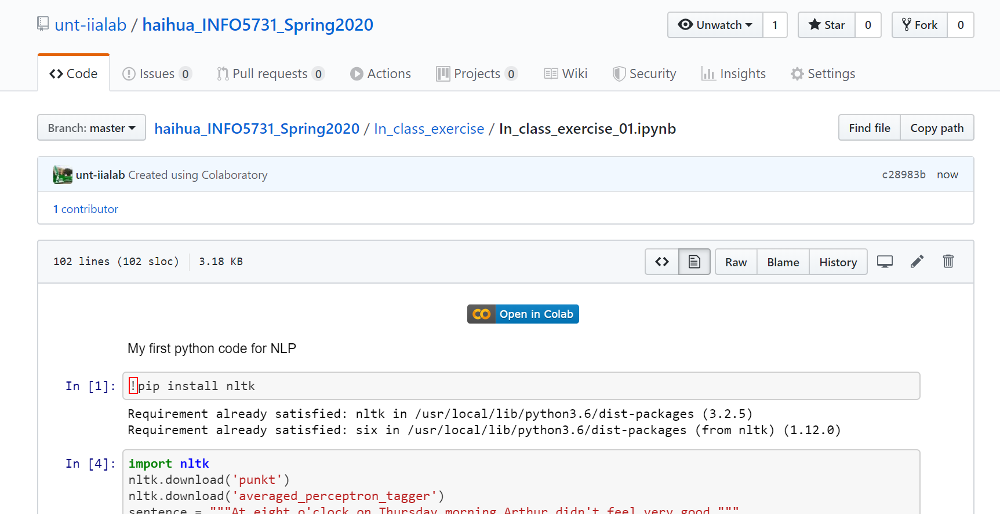 unt-iialab / haihua_INFO5731_Spring2020
Unwatch 1 Star 0 Fork 0
Code Issues 0 Pull requests 0 Actions Projects 0 Wiki Security Insights Settings
Branch: master haihua_INFO5731_Spring2020 / In_class_exercise / In_class_exercise_01.ipynb Find file Copy path
unt-iialab Created using Colaboratory c28983b now
1 contributor
102 lines (102 sloc) 3.18 KB <> Raw Blame History
Open in Colab
My first python code for NLP
In [1]: !pip install nltk
Requirement already satisfied: nltk in /usr/local/lib/python3.6/dist-packages (3.2.5)
Requirement already satisfied: six in /usr/local/lib/python3.6/dist-packages (from nltk) (1.12.0)
In [4]: import nltk
nltk.download('punkt')
nltk.download('averaged_perceptron_tagger')
sentence = """At eight o'clock on Thursday morning Arthur didn't feel very good."""